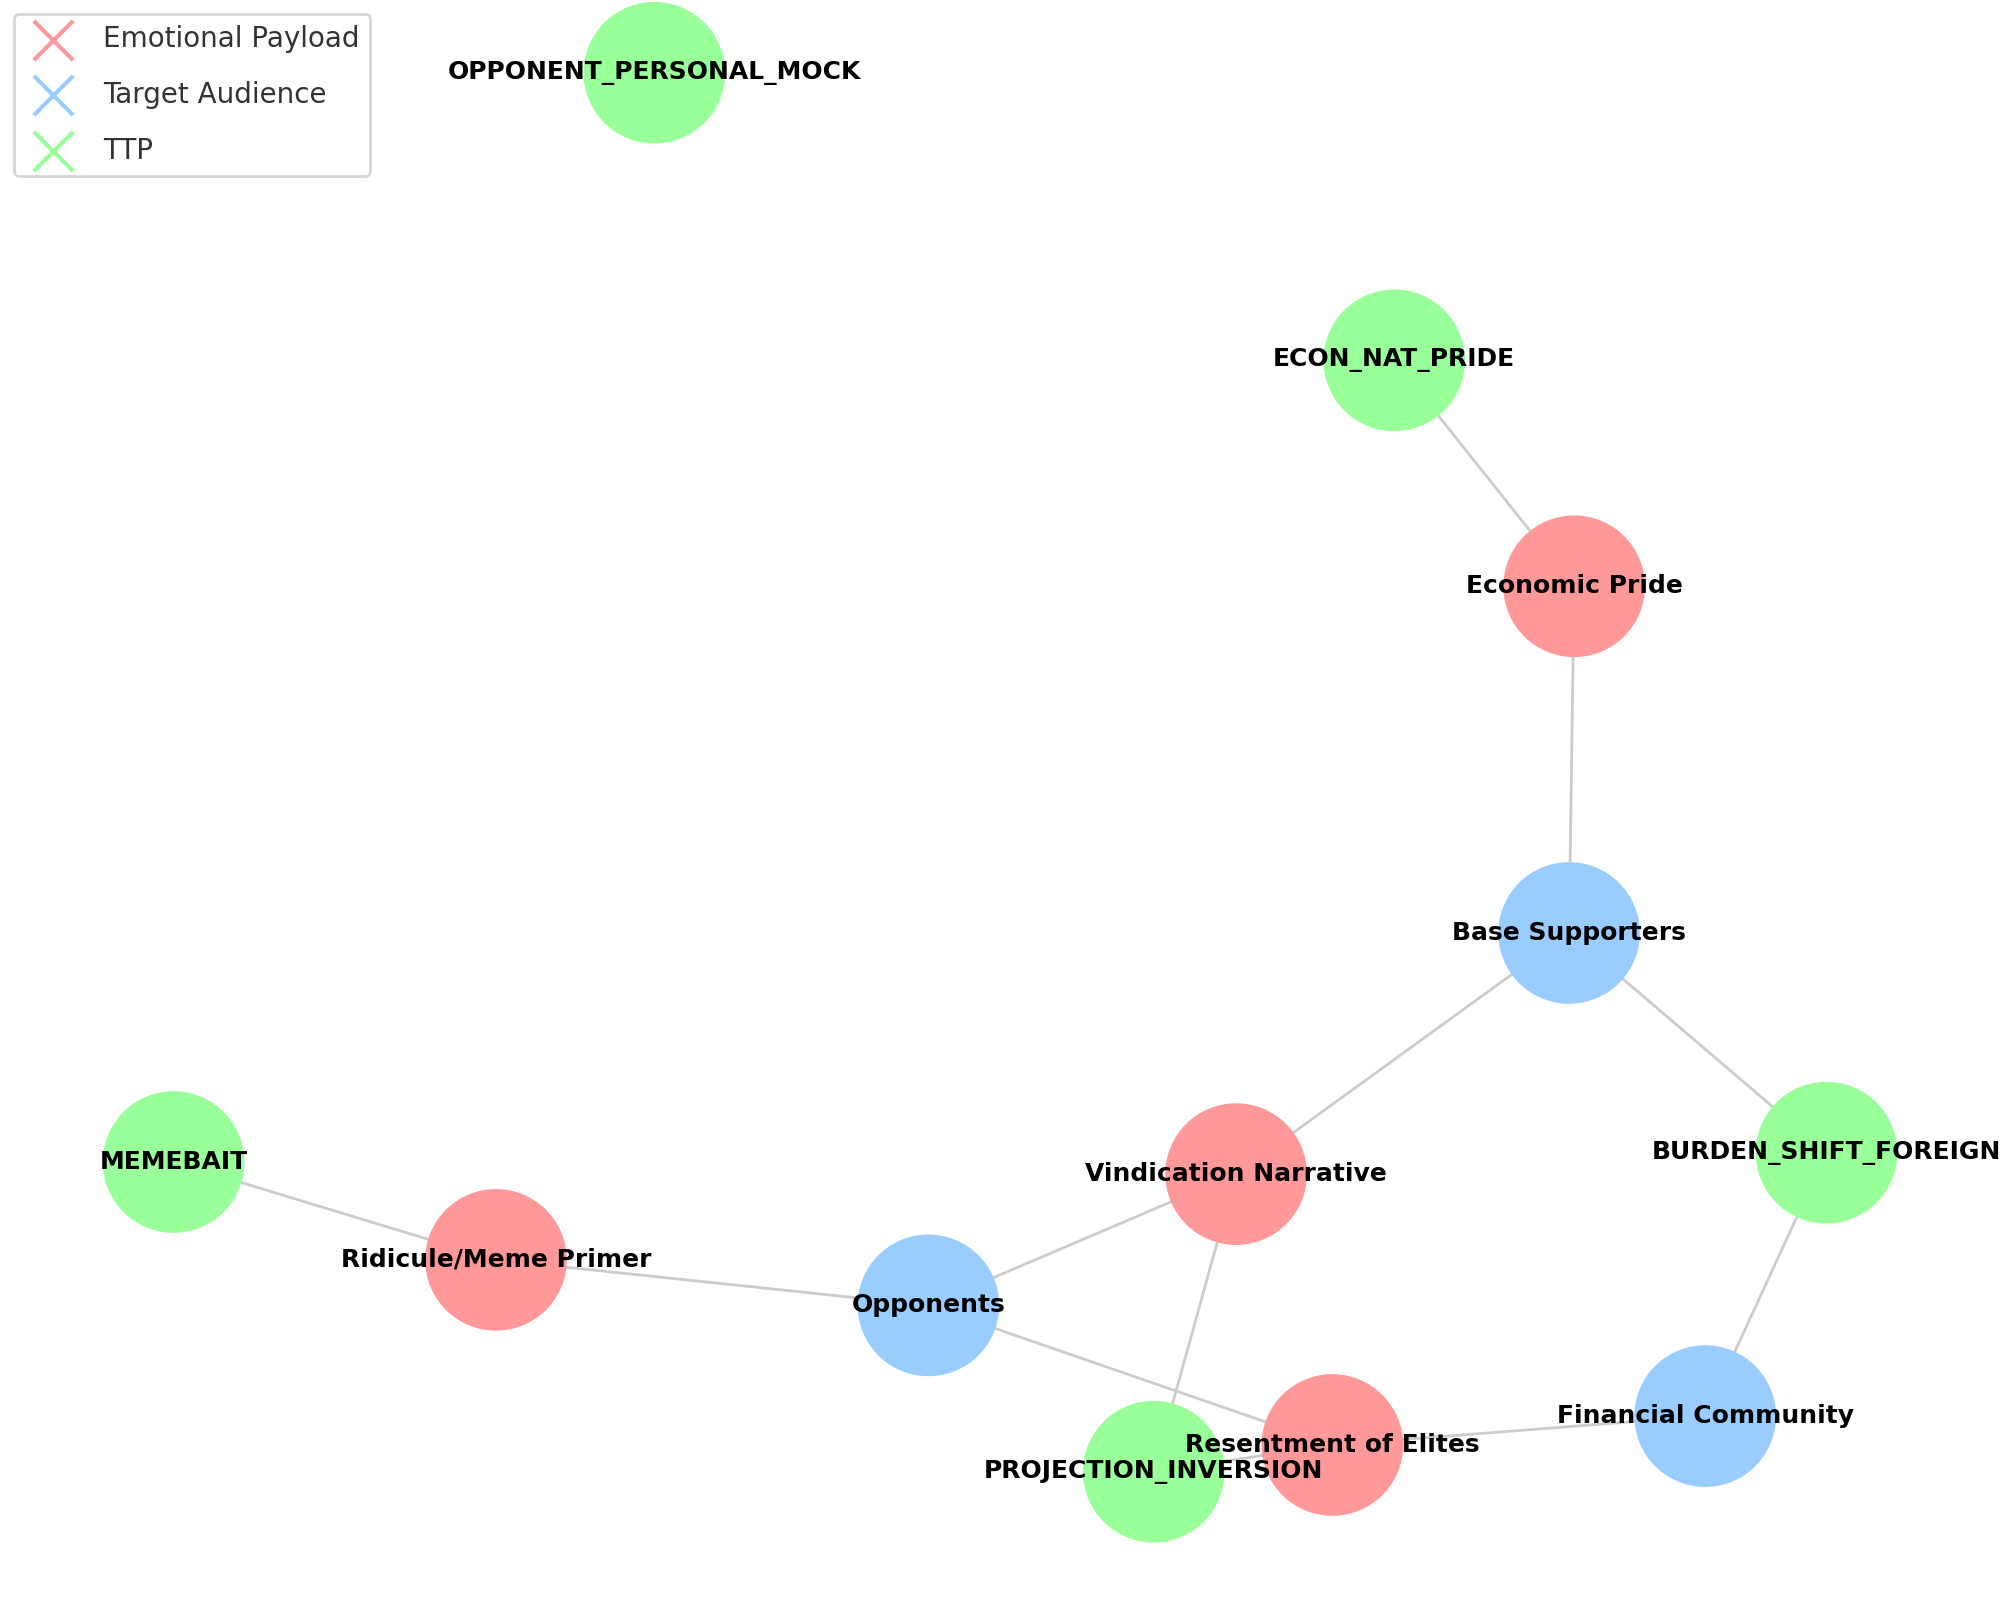 Emotional Payload
Target Audience
TTP
OPPONENT_PERSONAL_MOCK
ECON_NAT_PRIDE
Economic Pride
Base Supporters
BURDEN_SHIFT_FOREIGN
MEMEBAIT
Vindication Narrative
Ridicule/Meme Primer
Opponents
Financial Community
Resentment of Elites
PROJECTION_INVERSION